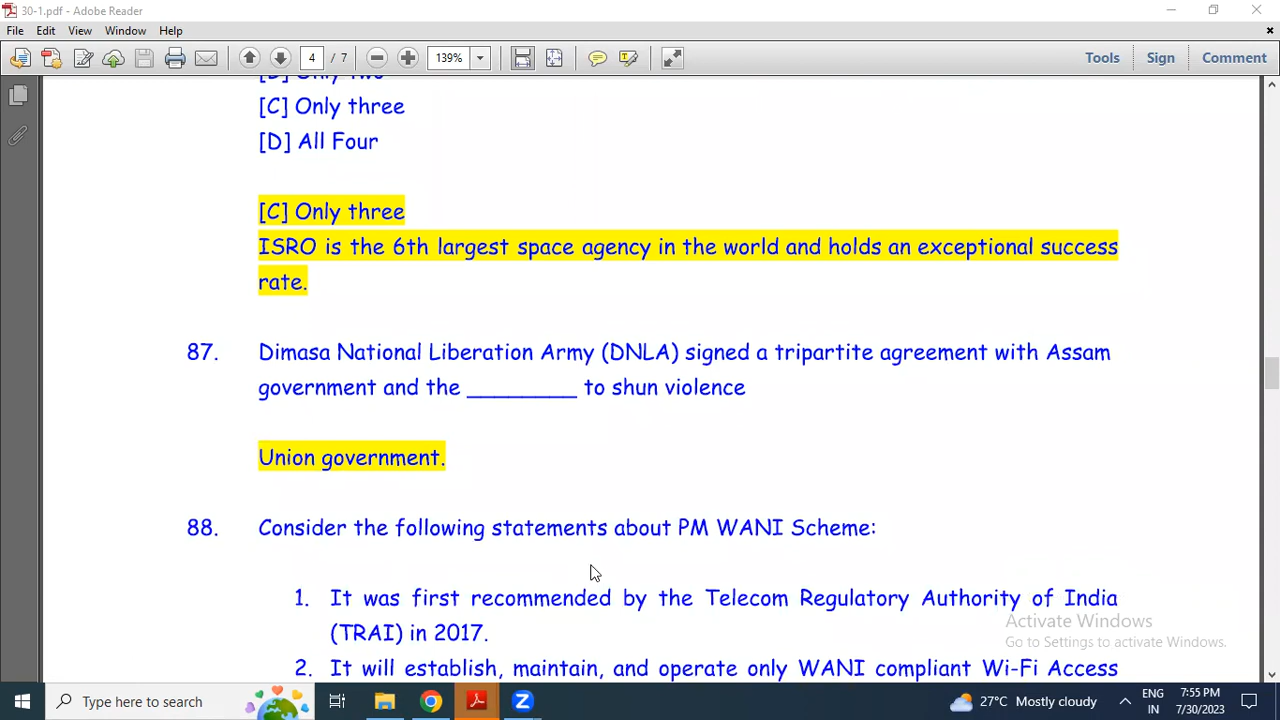 30-1.pdf - Adobe Reader
File Edit View Window Help
4 / 7 139% Tools Sign Comment
Only two
[C] Only three
[D] All Four
[C] Only three
ISRO is the 6th largest space agency in the world and holds an exceptional success
rate.
87. Dimasa National Liberation Army (DNLA) signed a tripartite agreement with Assam
government and the ________ to shun violence
Union government.
88. Consider the following statements about PM WANI Scheme:
1. It was first recommended by the Telecom Regulatory Authority of India
(TRAI) in 2017.
2. It will establish, maintain, and operate only WANI compliant Wi-Fi Access
Activate Windows
Go to Settings to activate Windows.
Type here to search
27°C Mostly cloudy
ENG
IN
7:55 PM
7/30/2023